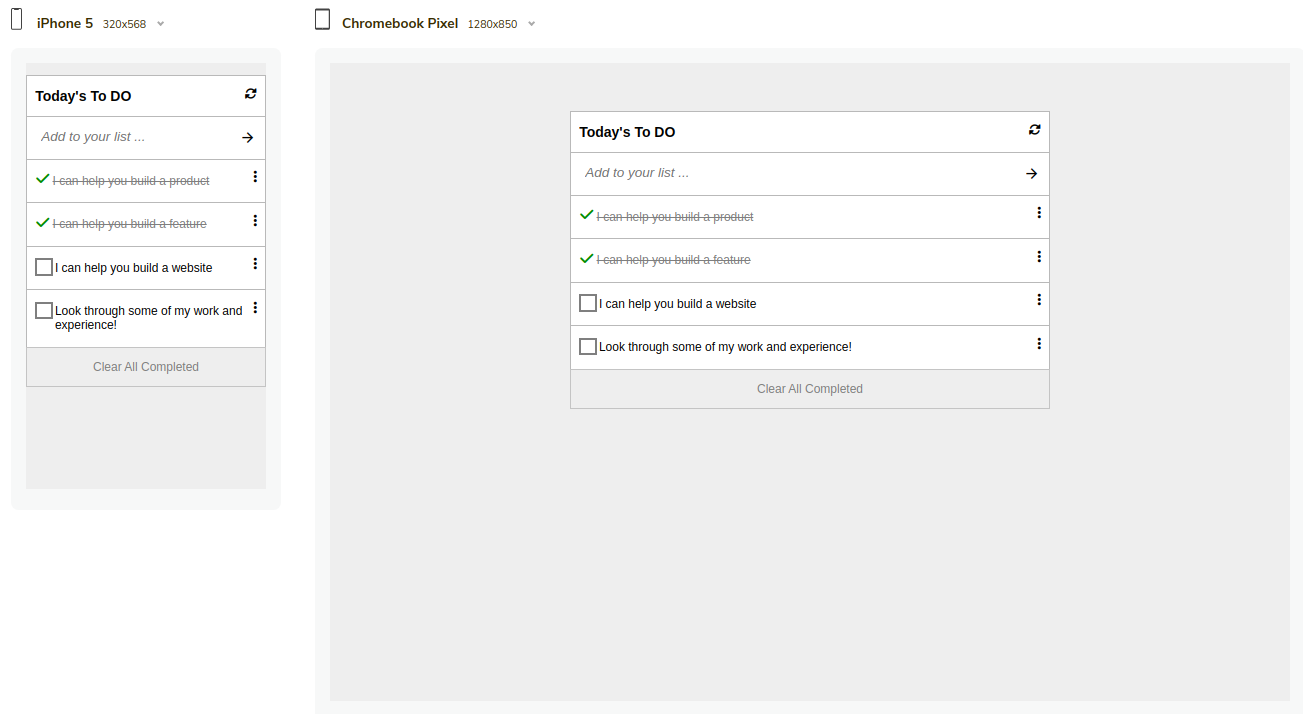 iPhone 5 320x568
Today's To DO
Add to your list ...
I can help you build a product
I can help you build a feature
I can help you build a website
Look through some of my work and
experience!
Clear All Completed
Chromebook Pixel 1280x850
Today's To DO
Add to your list ...
I can help you build a product
I can help you build a feature
I can help you build a website
Look through some of my work and experience!
Clear All Completed